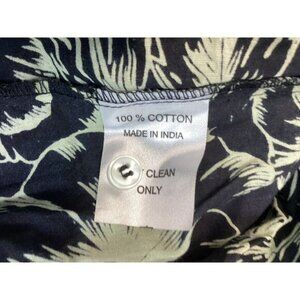 100 % COTTON
MADE IN INDIA
CLEAN
ONLY